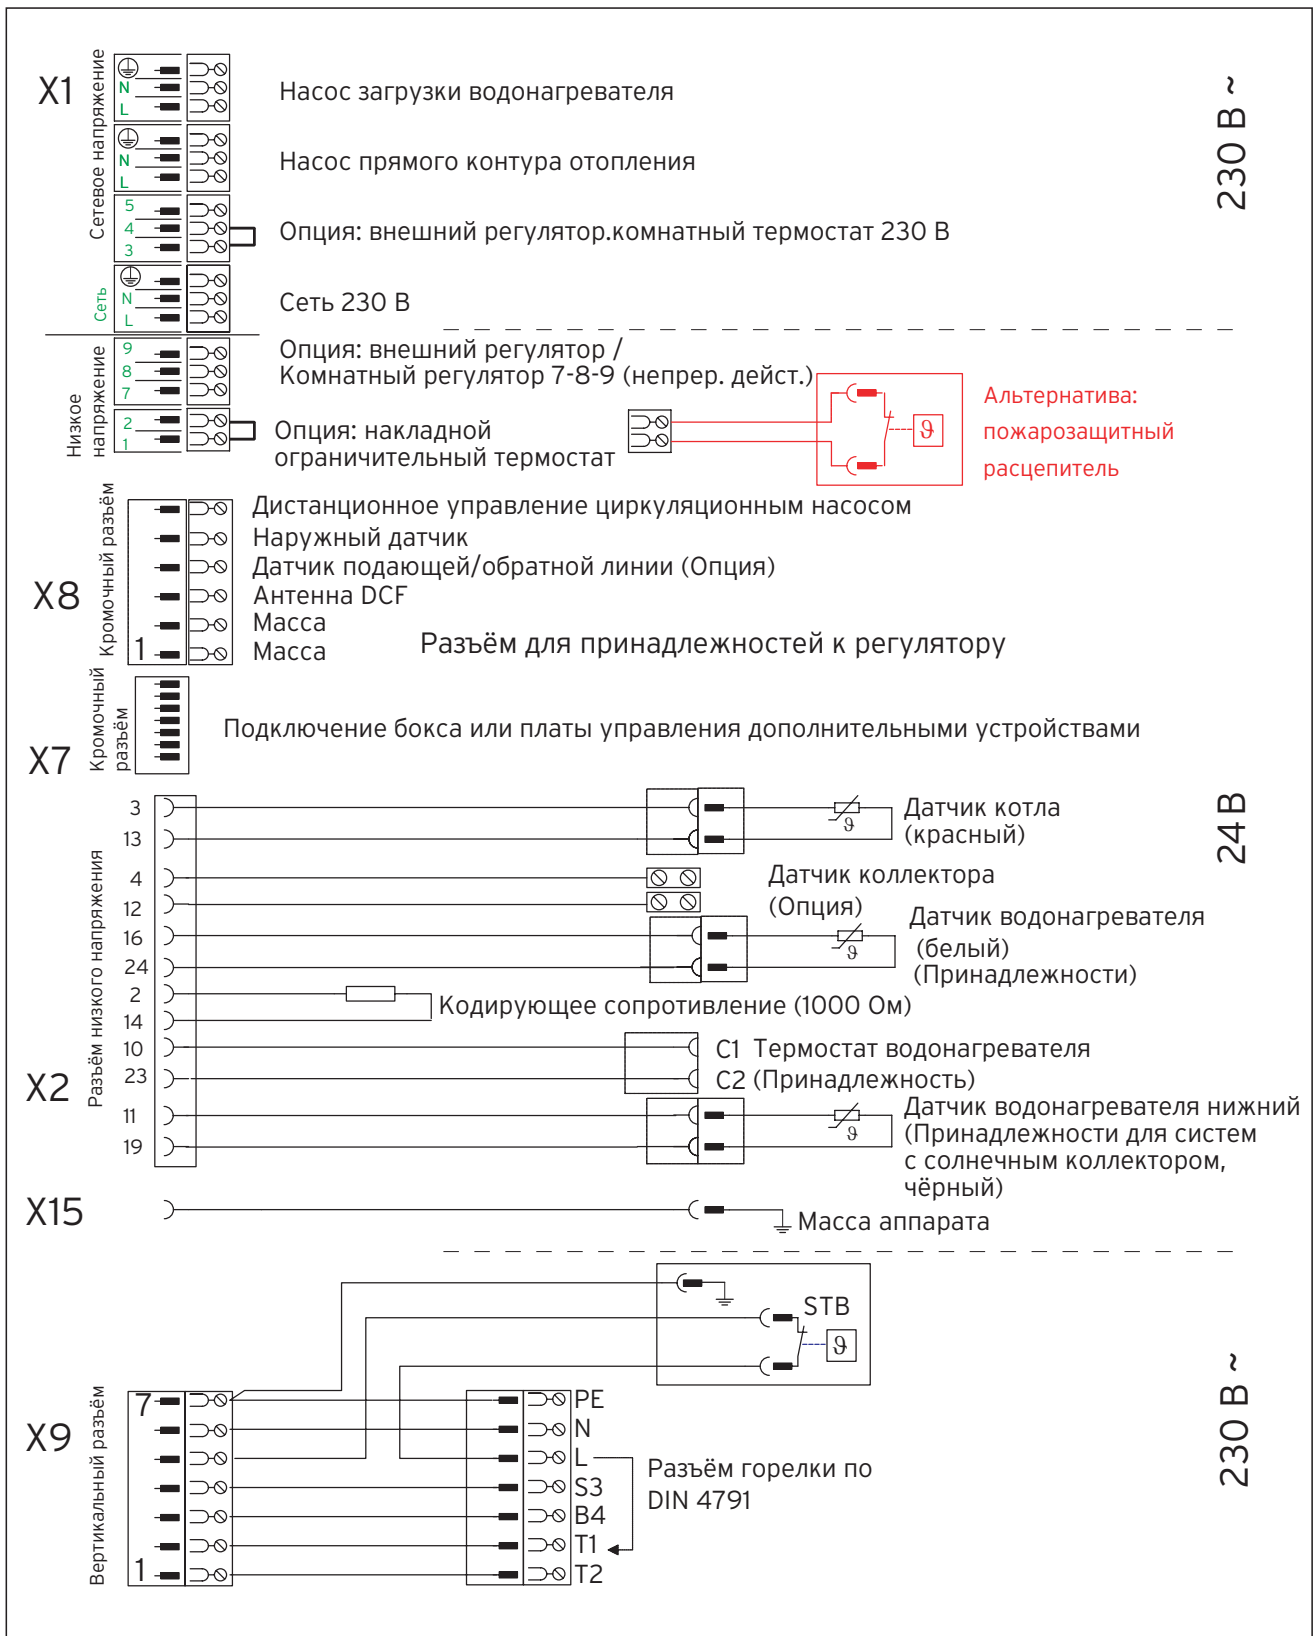 X1
Сетевое напряжение
N
L
Насос загрузки водонагревателя
230 В ~
N
L
Насос прямого контура отопления
5
4
3
Опция: внешний регулятор.комнатный термостат 230 В
Сеть
N
L
Сеть 230 В
Низкое
напряжение
9
8
7
Опция: внешний регулятор /
Комнатный регулятор 7-8-9 (непрер. дейст.)
2
1
Опция: накладной
ограничительный термостат
ϑ
Альтернатива:
пожарозащитный
расцепитель
X8
Кромочный разъём
1
Дистанционное управление циркуляционным насосом
Наружный датчик
Датчик подающей/обратной линии (Опция)
Антенна DCF
Масса
Масса
Разъём для принадлежностей к регулятору
X7
Кромочный
разъём
Подключение бокса или платы управления дополнительными устройствами
24 В
X2
Разъём низкого напряжения
3
13
ϑ
Датчик котла
(красный)
4
12
Датчик коллектора
(Опция)
16
24
ϑ
Датчик водонагревателя
(белый)
(Принадлежности)
2
14
Кодирующее сопротивление (1000 Ом)
10
23
C1 Термостат водонагревателя
C2 (Принадлежность)
11
19
ϑ
Датчик водонагревателя нижний
(Принадлежности для систем
с солнечным коллектором,
чёрный)
X15
Масса аппарата
STB
ϑ
230 В ~
X9
Вертикальный разъём
7
1
PE
N
L
S3
B4
T1
T2
Разъём горелки по
DIN 4791